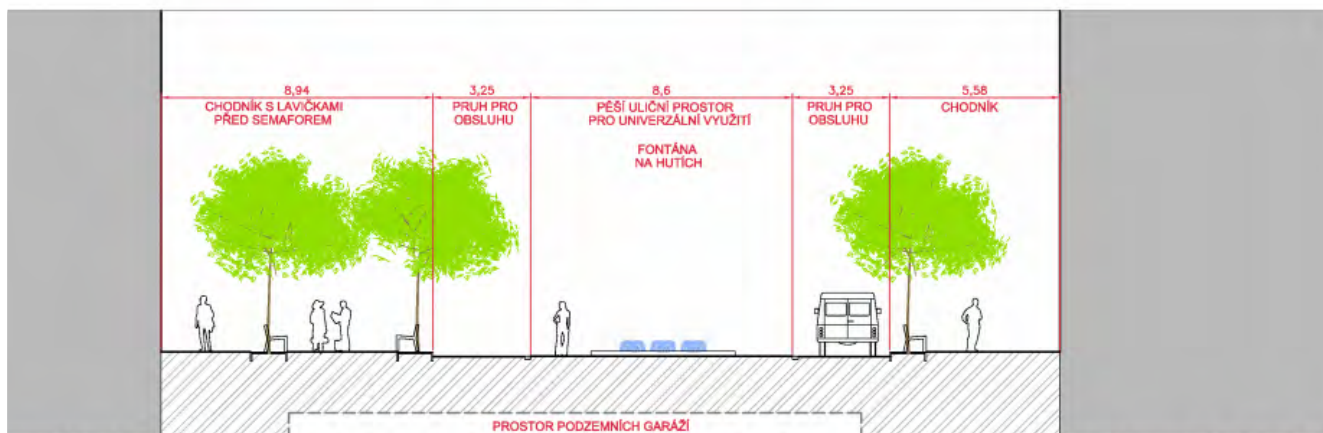 8,94
CHODNÍK S LAVIČKAMI
PŘED SEMAFOREM
3,25
PRUH PRO
OBSLUHU
8,6
PĚŠÍ ULIČNÍ PROSTOR
PRO UNIVERZÁLNÍ VYUŽITÍ
FONTÁNA
NA HUTÍCH
3,25
PRUH PRO
OBSLUHU
5,58
CHODNÍK
PROSTOR PODZEMNÍCH GARÁŽÍ